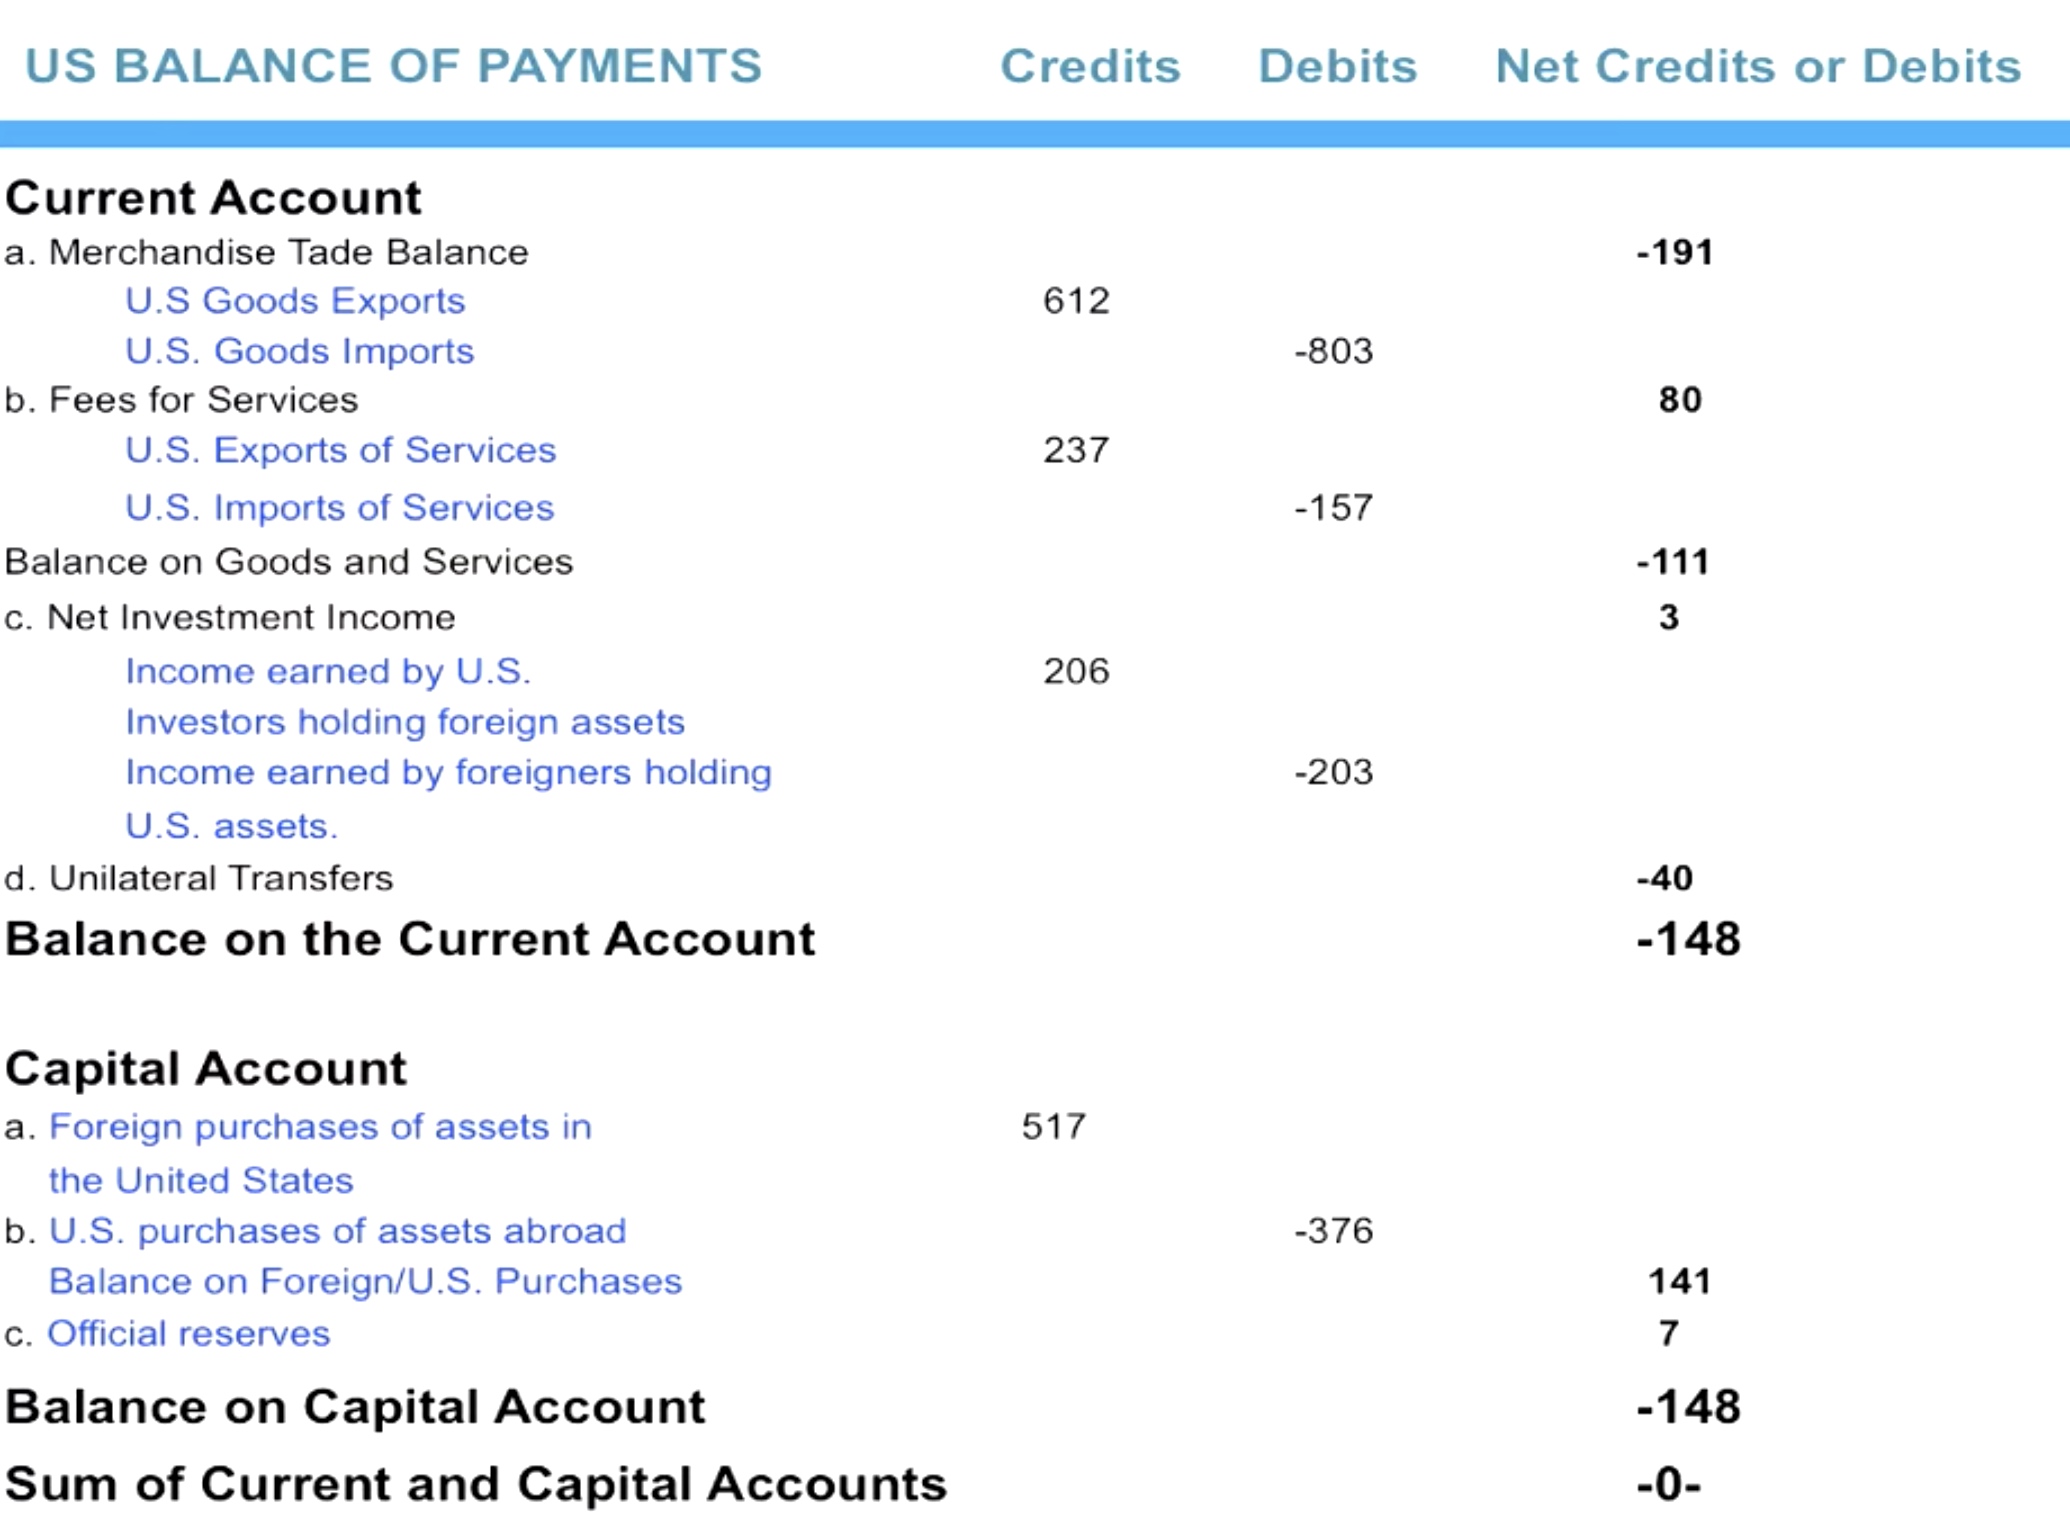 US BALANCE OF PAYMENTS Credits Debits Net Credits or Debits
Current Account
a. Merchandise Tade Balance -191
U.S Goods Exports 612
U.S. Goods Imports -803
b. Fees for Services 80
U.S. Exports of Services 237
U.S. Imports of Services -157
Balance on Goods and Services -111
c. Net Investment Income 3
Income earned by U.S. 206
Investors holding foreign assets
Income earned by foreigners holding -203
U.S. assets.
d. Unilateral Transfers -40
Balance on the Current Account -148
Capital Account
a. Foreign purchases of assets in 517
the United States
b. U.S. purchases of assets abroad -376
Balance on Foreign/U.S. Purchases 141
c. Official reserves 7
Balance on Capital Account -148
Sum of Current and Capital Accounts -0-